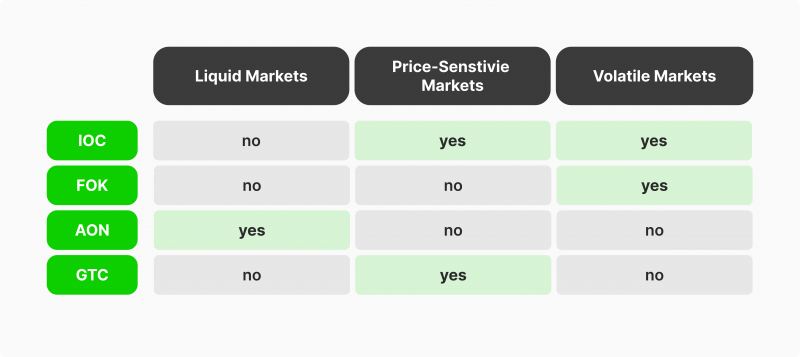 Liquid Markets
Price-Senstivie
Markets
Volatile Markets
IOC no yes yes
FOK no no yes
AON yes no no
GTC no yes no